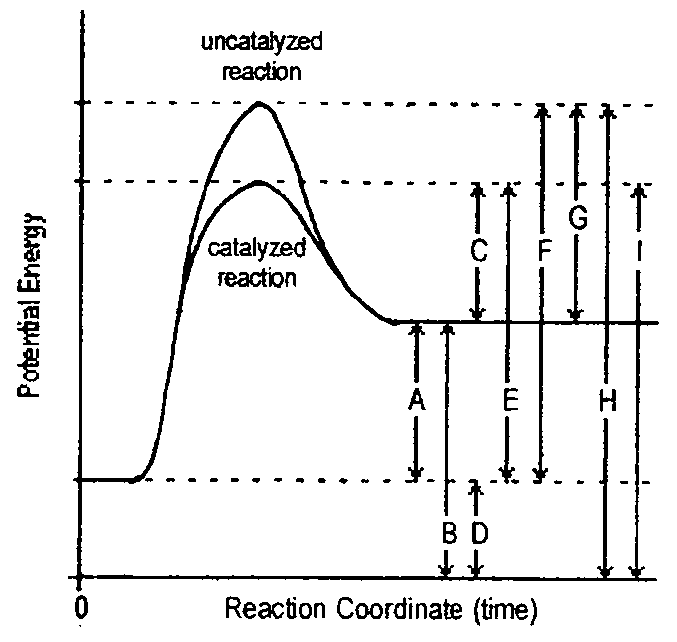 uncatalyzed
reaction
catalyzed
reaction
Potential Energy
C
F
G
I
A
E
H
B
D
0
Reaction Coordinate (time)